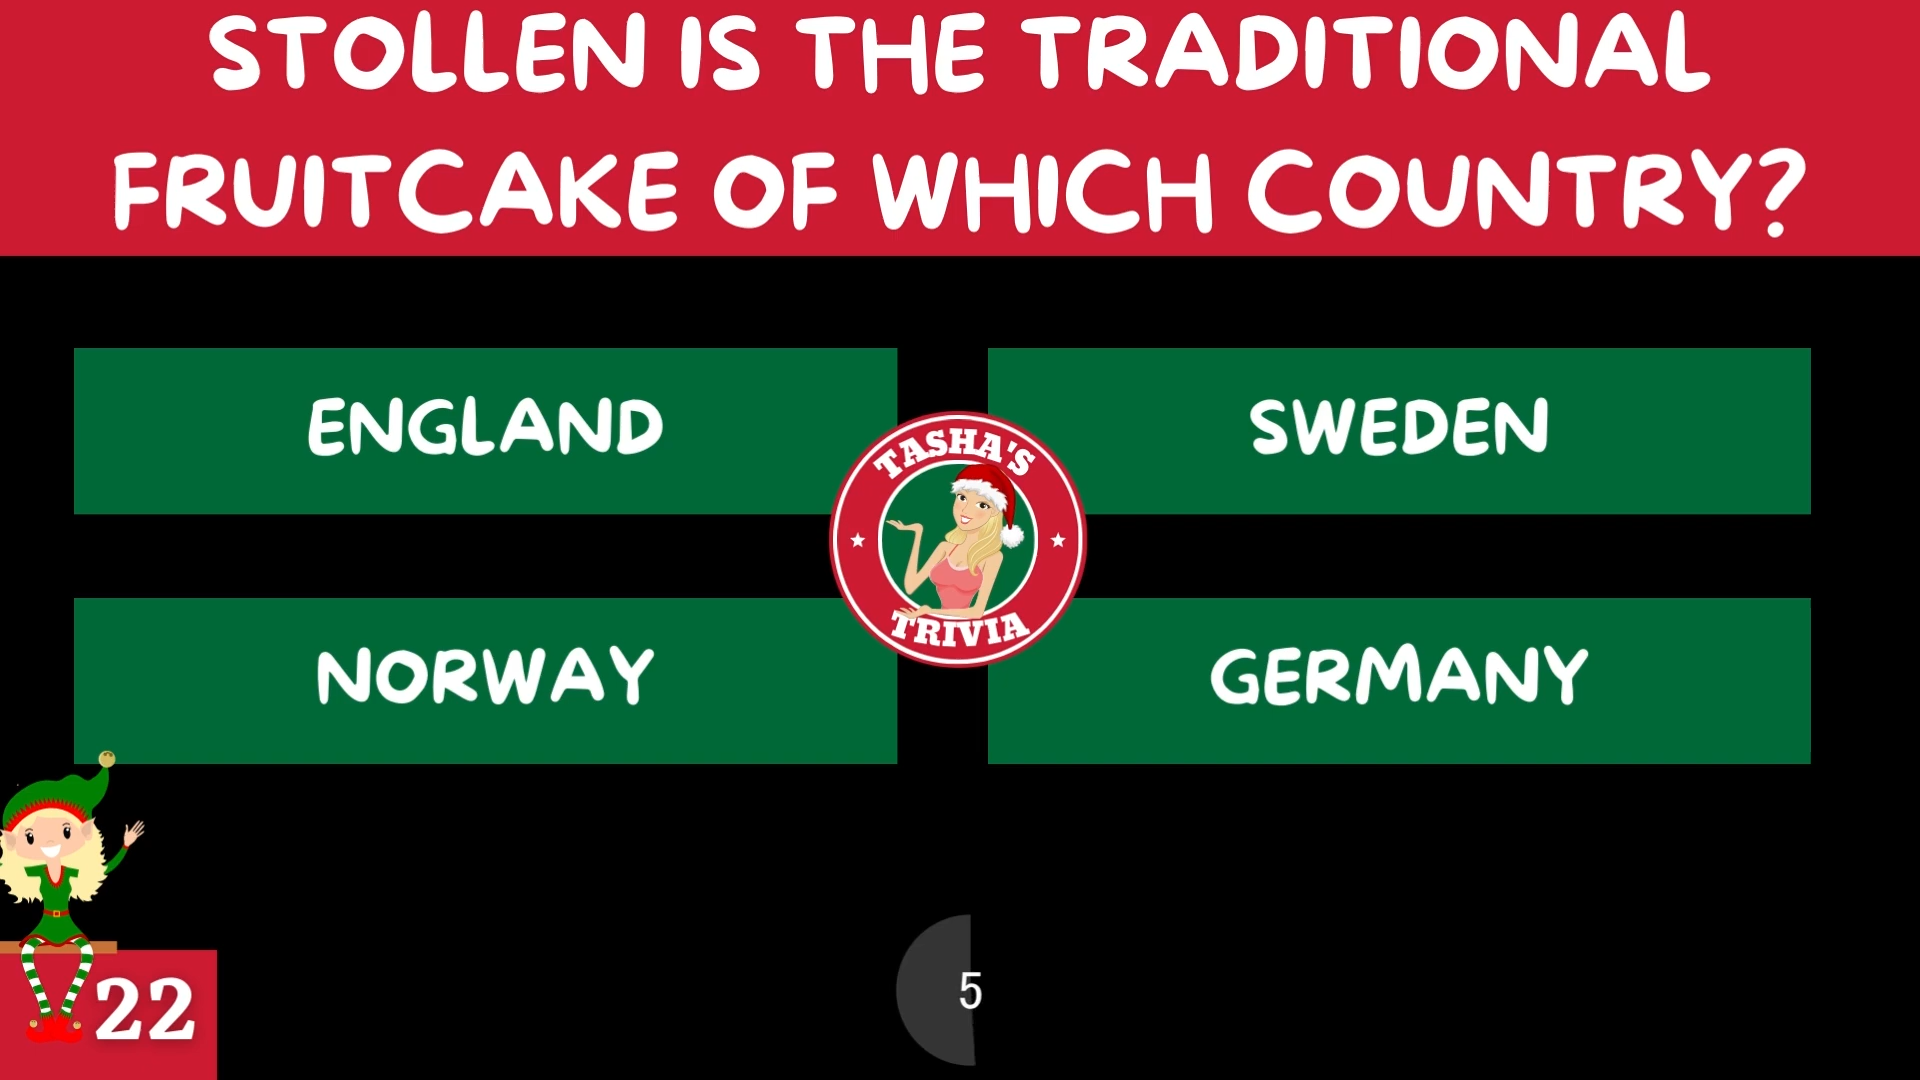 STOLLEN IS THE TRADITIONAL
FRUITCAKE OF WHICH COUNTRY?
ENGLAND
SWEDEN
TASHA'S
TRIVIA
NORWAY
GERMANY
22
5